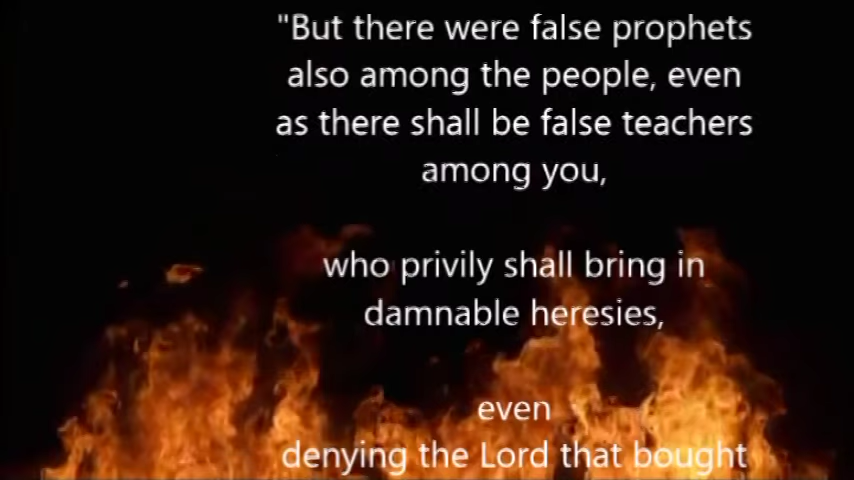 "But there were false prophets
also among the people, even
as there shall be false teachers
among you,
who privily shall bring in
damnable heresies,
even
denying the Lord that bought